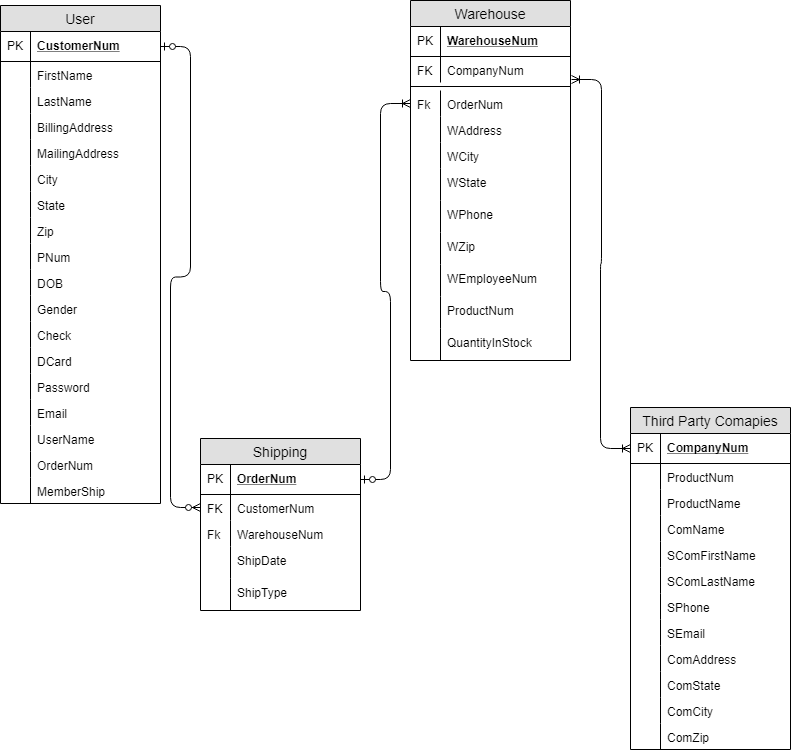 User
PK CustomerNum
FirstName
LastName
BillingAddress
MailingAddress
City
State
Zip
PNum
DOB
Gender
Check
DCard
Password
Email
UserName
OrderNum
MemberShip
Shipping
PK OrderNum
FK CustomerNum
Fk WarehouseNum
ShipDate
ShipType
Warehouse
PK WarehouseNum
FK CompanyNum
Fk OrderNum
WAddress
WCity
WState
WPhone
WZip
WEmployeeNum
ProductNum
QuantityInStock
Third Party Comapies
PK CompanyNum
ProductNum
ProductName
ComName
SComFirstName
SComLastName
SPhone
SEmail
ComAddress
ComState
ComCity
ComZip